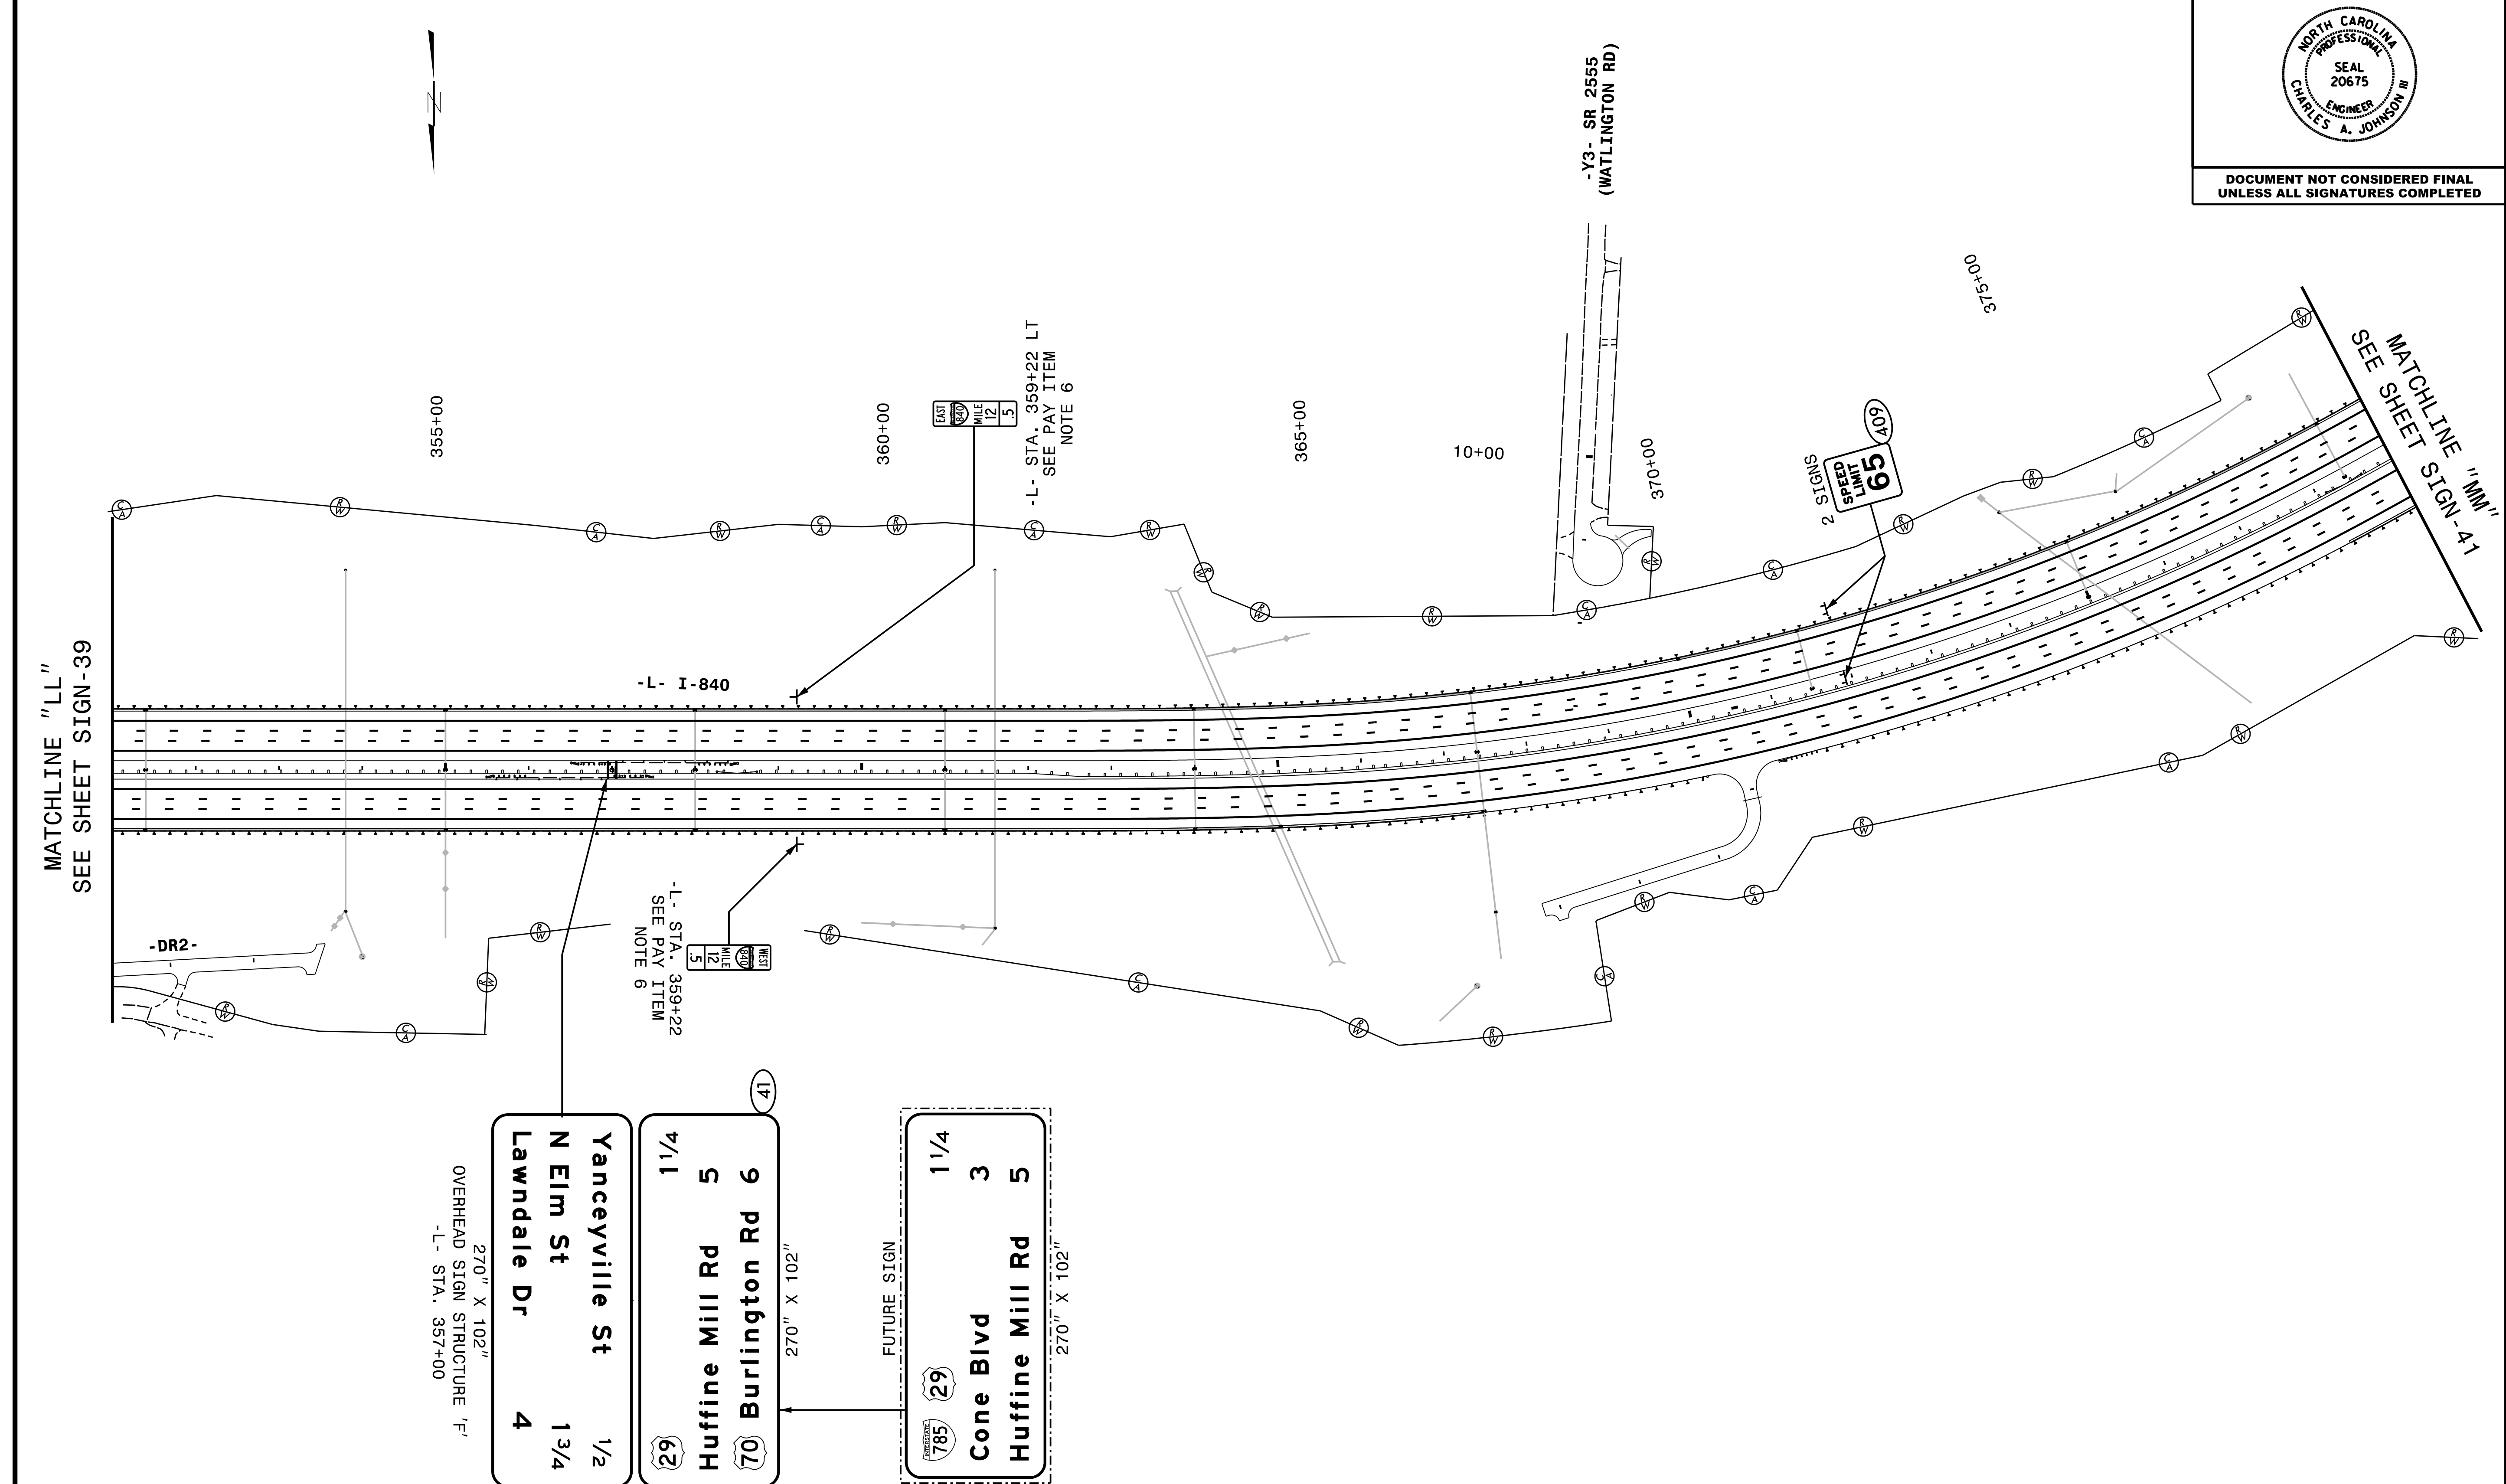 NORTH CAROLINA
PROFESSIONAL
SEAL
20675
ENGINEER
CHARLES A. JOHNSON III
DOCUMENT NOT CONSIDERED FINAL
UNLESS ALL SIGNATURES COMPLETED
N
-Y3- SR 2555
(WATLINGTON RD)
355+00
360+00
365+00
10+00
370+00
375+00
EAST
840
MILE
12
.5
-L- STA. 359+22 LT
SEE PAY ITEM
NOTE 6
2 SIGNS
SPEED
LIMIT
65
409
MATCHLINE "MM"
SEE SHEET SIGN-41
MATCHLINE "LL"
SEE SHEET SIGN-39
-L- I-840
-DR2-
WEST
840
MILE
12
.5
-L- STA. 359+22
SEE PAY ITEM
NOTE 6
C/A
R/W
C/A
R/W
C/A
R/W
C/A
R/W
R/W
R/W
R/W
C/A
R/W
C/A
R/W
R/W
C/A
R/W
R/W
R/W
C/A
R/W
R/W
R/W
C/A
R/W
R/W
C/A
R/W
C/A
R/W
C/A
R/W
R/W
Yanceyville St 1/2
N Elm St 1 3/4
Lawndale Dr 4
270" X 102"
OVERHEAD SIGN STRUCTURE 'F'
-L- STA. 357+00
41
29 1 1/4
Huffine Mill Rd 5
70 Burlington Rd 6
270" X 102"
FUTURE SIGN
INTERSTATE
785 29 1 1/4
Cone Blvd 3
Huffine Mill Rd 5
270" X 102"